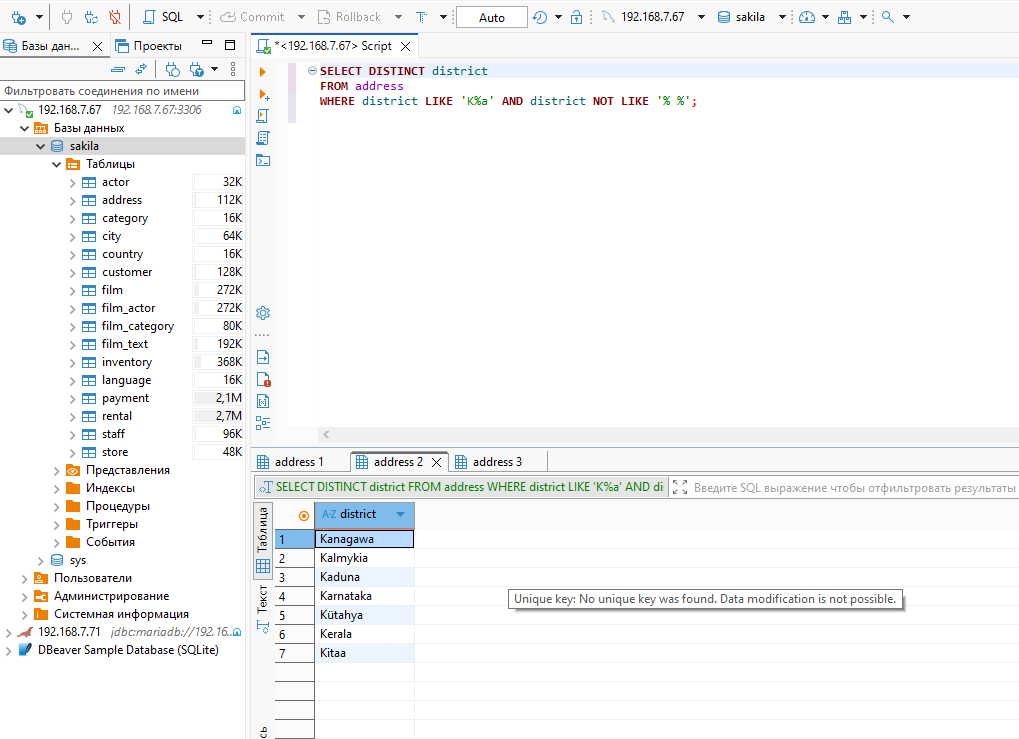 SQL Commit Rollback Auto 192.168.7.67 sakila
Базы дан... Проекты *<192.168.7.67> Script
Фильтровать соединения по имени
192.168.7.67 192.168.7.67:3306
Базы данных
sakila
Таблицы
actor 32K
address 112K
category 16K
city 64K
country 16K
customer 128K
film 272K
film_actor 272K
film_category 80K
film_text 192K
inventory 368K
language 16K
payment 2,1M
rental 2,7M
staff 96K
store 48K
Представления
Индексы
Процедуры
Триггеры
События
sys
Пользователи
Администрирование
Системная информация
192.168.7.71 jdbc:mariadb://192.16...
DBeaver Sample Database (SQLite)
SELECT DISTINCT district
FROM address
WHERE district LIKE 'K%a' AND district NOT LIKE '% %';
address 1 address 2 address 3
SELECT DISTINCT district FROM address WHERE district LIKE 'K%a' AND di
Введите SQL выражение чтобы отфильтровать результаты
Таблица
Текст
A-Z district
1 Kanagawa
2 Kalmykia
3 Kaduna
4 Karnataka
5 Kütahya
6 Kerala
7 Kitaa
Unique key: No unique key was found. Data modification is not possible.